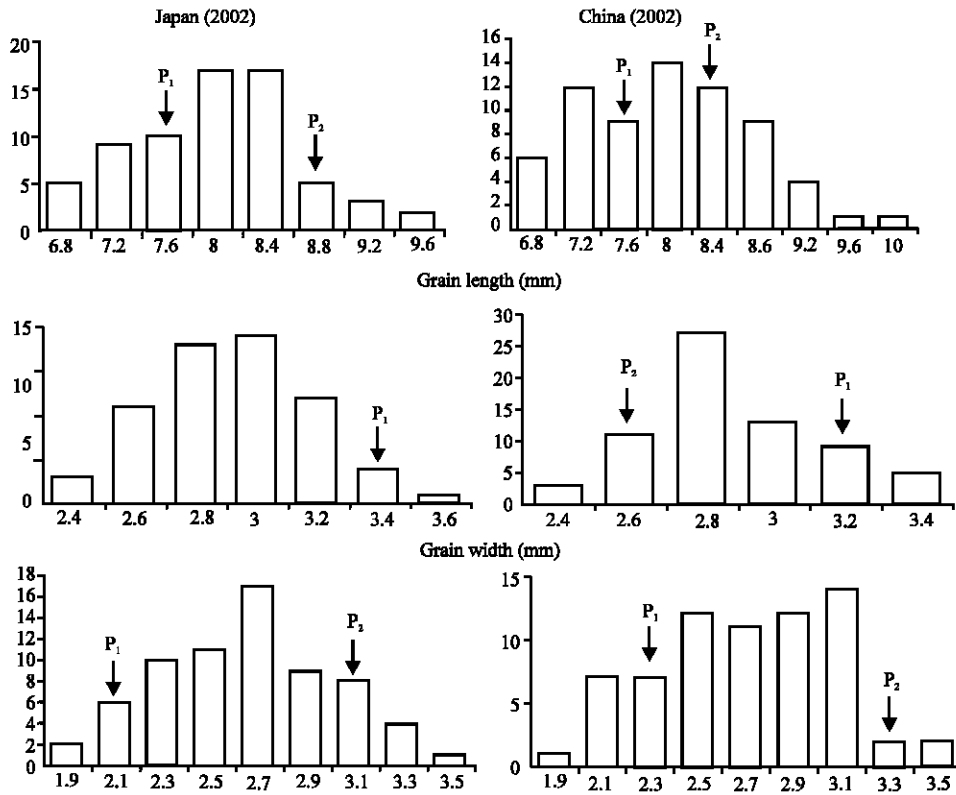 Japan (2002)
China (2002)
20
15
10
5
0
P₁
P₂
6.8 7.2 7.6 8 8.4 8.8 9.2 9.6
16
14
12
10
8
6
4
2
0
P₁
P₂
6.8 7.2 7.6 8 8.4 8.6 9.2 9.6 10
Grain length (mm)
15
10
5
0
P₁
2.4 2.6 2.8 3 3.2 3.4 3.6
30
25
20
15
10
5
0
P₂
P₁
2.4 2.6 2.8 3 3.2 3.4
Grain width (mm)
18
16
14
12
10
8
6
4
2
0
P₁
P₂
1.9 2.1 2.3 2.5 2.7 2.9 3.1 3.3 3.5
15
10
5
0
P₁
P₂
1.9 2.1 2.3 2.5 2.7 2.9 3.1 3.3 3.5